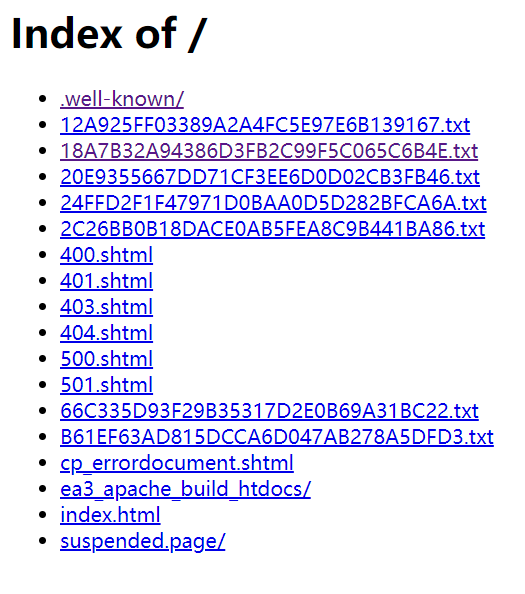 Index of /
.well-known/
12A925FF03389A2A4FC5E97E6B139167.txt
18A7B32A94386D3FB2C99F5C065C6B4E.txt
20E9355667DD71CF3EE6D0D02CB3FB46.txt
24FFD2F1F47971D0BAA0D5D282BFCA6A.txt
2C26BB0B18DACE0AB5FEA8C9B441BA86.txt
400.shtml
401.shtml
403.shtml
404.shtml
500.shtml
501.shtml
66C335D93F29B35317D2E0B69A31BC22.txt
B61EF63AD815DCCA6D047AB278A5DFD3.txt
cp_errordocument.shtml
ea3_apache_build_htdocs/
index.html
suspended.page/